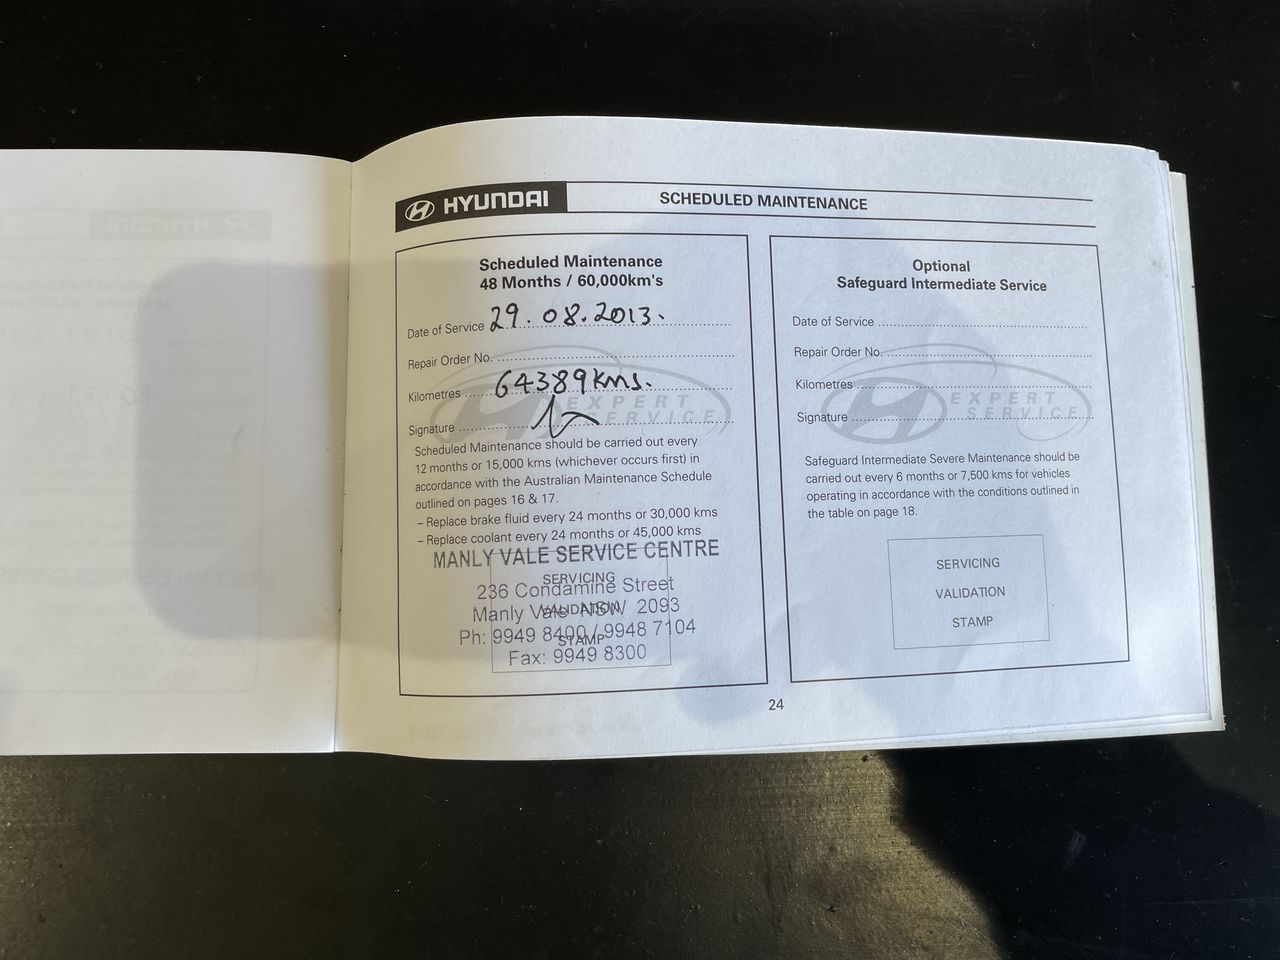 HYUNDAI
SCHEDULED MAINTENANCE
Scheduled Maintenance
48 Months / 60,000km's
Date of Service 29.08.2013.
Repair Order No.
Kilometres 64389kms.
EXPERT
SERVICE
Signature
Scheduled Maintenance should be carried out every
12 months or 15,000 kms (whichever occurs first) in
accordance with the Australian Maintenance Schedule
outlined on pages 16 & 17.
– Replace brake fluid every 24 months or 30,000 kms
– Replace coolant every 24 months or 45,000 kms
MANLY VALE SERVICE CENTRE
SERVICING
236 Condamine Street
Manly Vale NSW 2093
VALIDATION
Ph: 9949 8400 / 9948 7104
STAMP
Fax: 9949 8300
Optional
Safeguard Intermediate Service
Date of Service
Repair Order No.
Kilometres
EXPERT
SERVICE
Signature
Safeguard Intermediate Severe Maintenance should be
carried out every 6 months or 7,500 kms for vehicles
operating in accordance with the conditions outlined in
the table on page 18.
SERVICING
VALIDATION
STAMP
24